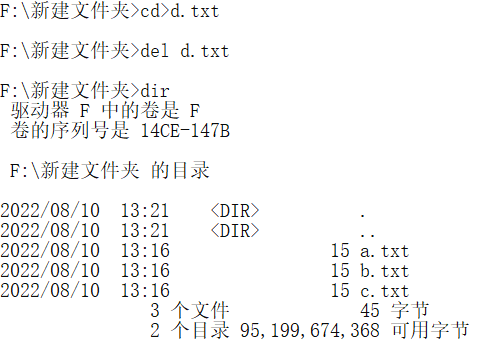 F:\新建文件夹>cd>d.txt
F:\新建文件夹>del d.txt
F:\新建文件夹>dir
驱动器 F 中的卷是 F
卷的序列号是 14CE-147B
F:\新建文件夹 的目录
2022/08/10  13:21    <DIR>          .
2022/08/10  13:21    <DIR>          ..
2022/08/10  13:16                15 a.txt
2022/08/10  13:16                15 b.txt
2022/08/10  13:16                15 c.txt
3 个文件             45 字节
2 个目录 95,199,674,368 可用字节